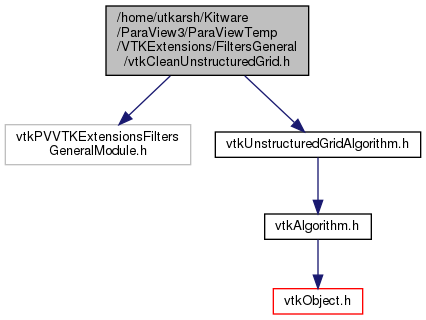 /home/utkarsh/Kitware
/ParaView3/ParaViewTemp
/VTKExtensions/FiltersGeneral
/vtkCleanUnstructuredGrid.h
vtkPVVTKExtensionsFilters
GeneralModule.h
vtkUnstructuredGridAlgorithm.h
vtkAlgorithm.h
vtkObject.h